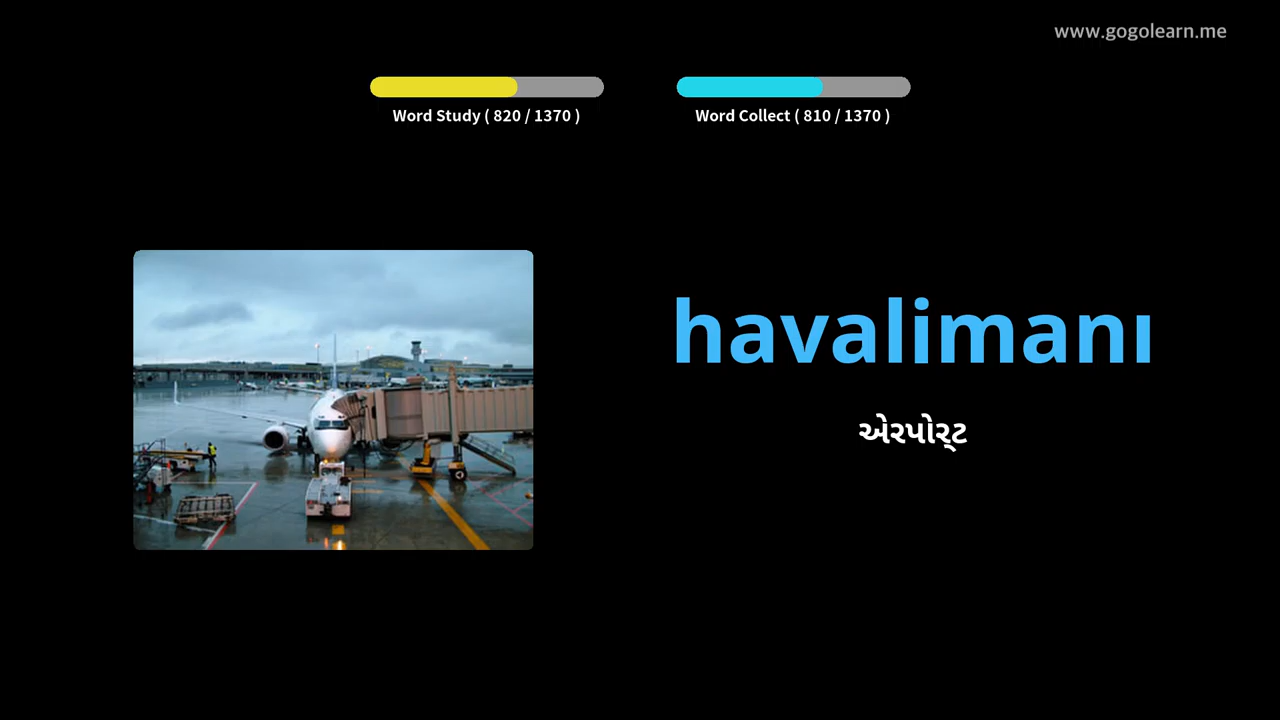 www.gogolearn.me
Word Study ( 820 / 1370 )
Word Collect ( 810 / 1370 )
havalimanı
એરપોર્ટ